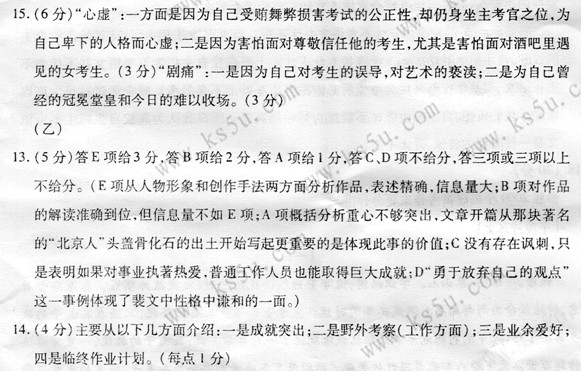 15.(6分)“心虚”:一方面是因为自己受贿舞弊损害考试的公正性,却仍身坐主考官之位,为
自己卑下的人格而心虚;二是因为害怕面对尊敬信任他的考生,尤其是害怕面对酒吧里遇
见的女考生。(3分)“剧痛”:一是因为自己对考生的误导,对艺术的亵渎;二是为自己曾
经的冠冕堂皇和今日的难以收场。(3分)
(乙)
13.(5分)答E项给3分,答B项给2分,答A项给1分,答C、D项不给分,答三项或三项以上
不给分。(E项从人物形象和创作手法两方面分析作品,表述精确,信息量大;B项对作品
的解读准确到位,但信息量不如E项;A项概括分析重心不够突出,文章开篇从那块著名
的“北京人”头盖骨化石的出土开始写起更重要的是体现此事的价值;C没有存在讽刺,只
是表明如果对事业执著热爱,普通工作人员也能取得巨大成就;D“勇于放弃自己的观点”
这一事例体现了裴文中性格中谦和的一面。)
14.(4分)主要从以下几方面介绍:一是成就突出;二是野外考察(工作方面);三是业余爱好;
四是临终作业计划。(每点1分)
www.ks5u.com
www.ks5u.com
www.ks5u.com